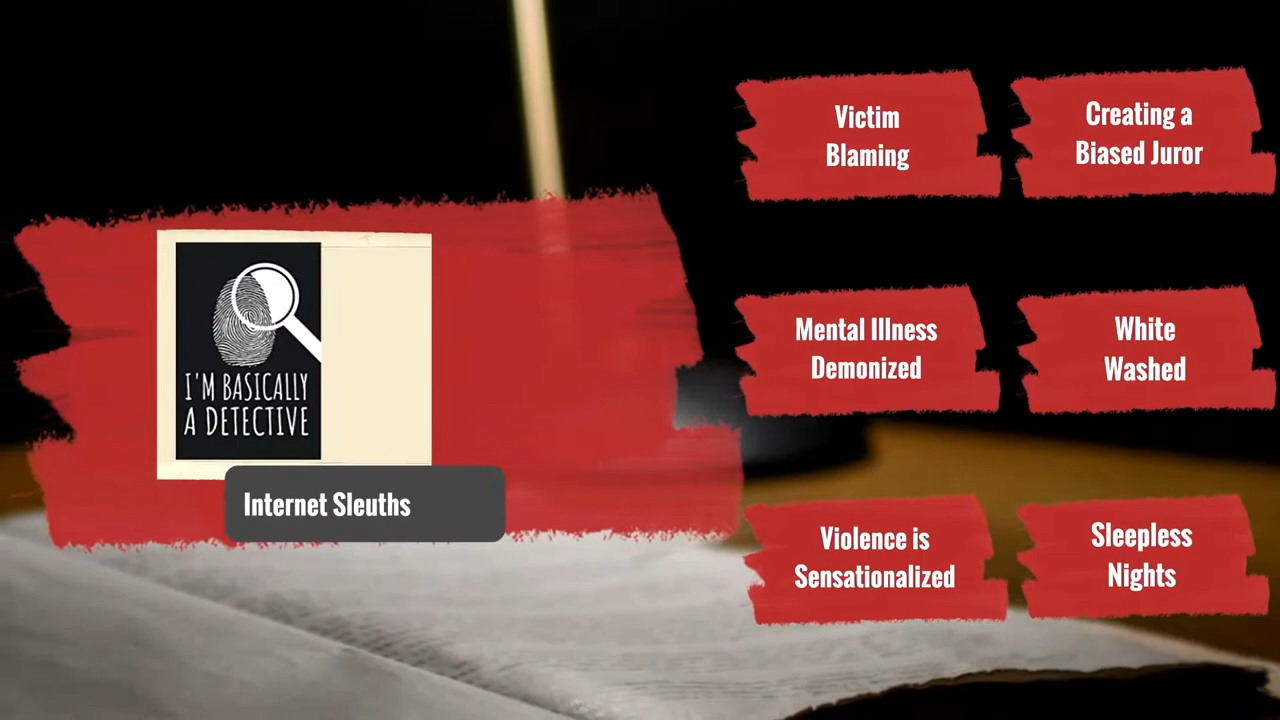 I'M BASICALLY
A DETECTIVE
Internet Sleuths
Victim
Blaming
Creating a
Biased Juror
Mental Illness
Demonized
White
Washed
Violence is
Sensationalized
Sleepless
Nights